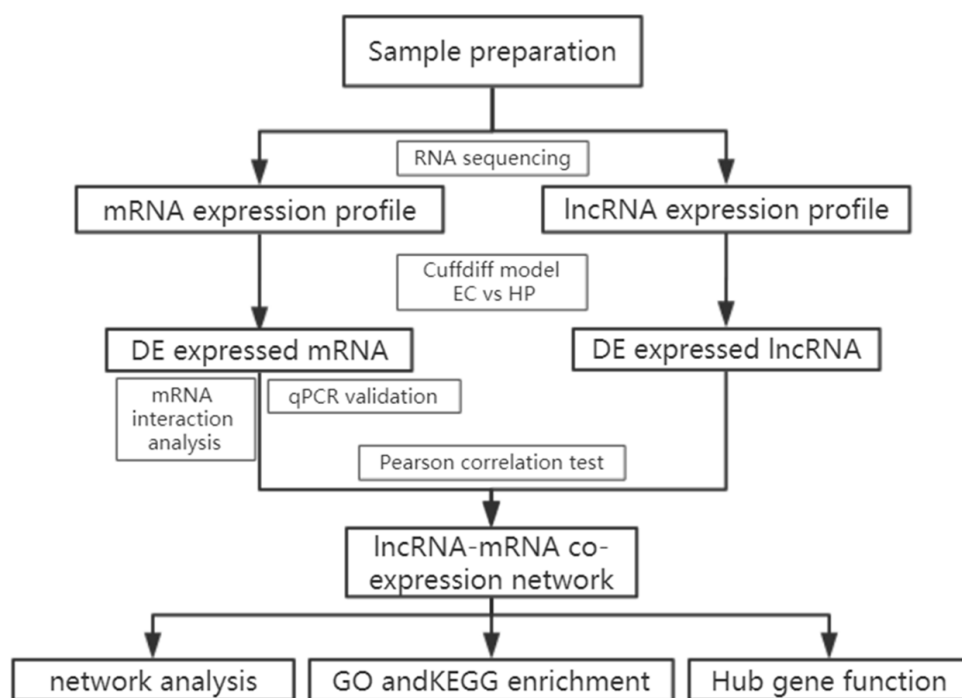 Sample preparation
RNA sequencing
mRNA expression profile
lncRNA expression profile
Cuffdiff model
EC vs HP
DE expressed mRNA
DE expressed lncRNA
mRNA
interaction
analysis
qPCR validation
Pearson correlation test
lncRNA-mRNA co-
expression network
network analysis
GO andKEGG enrichment
Hub gene function